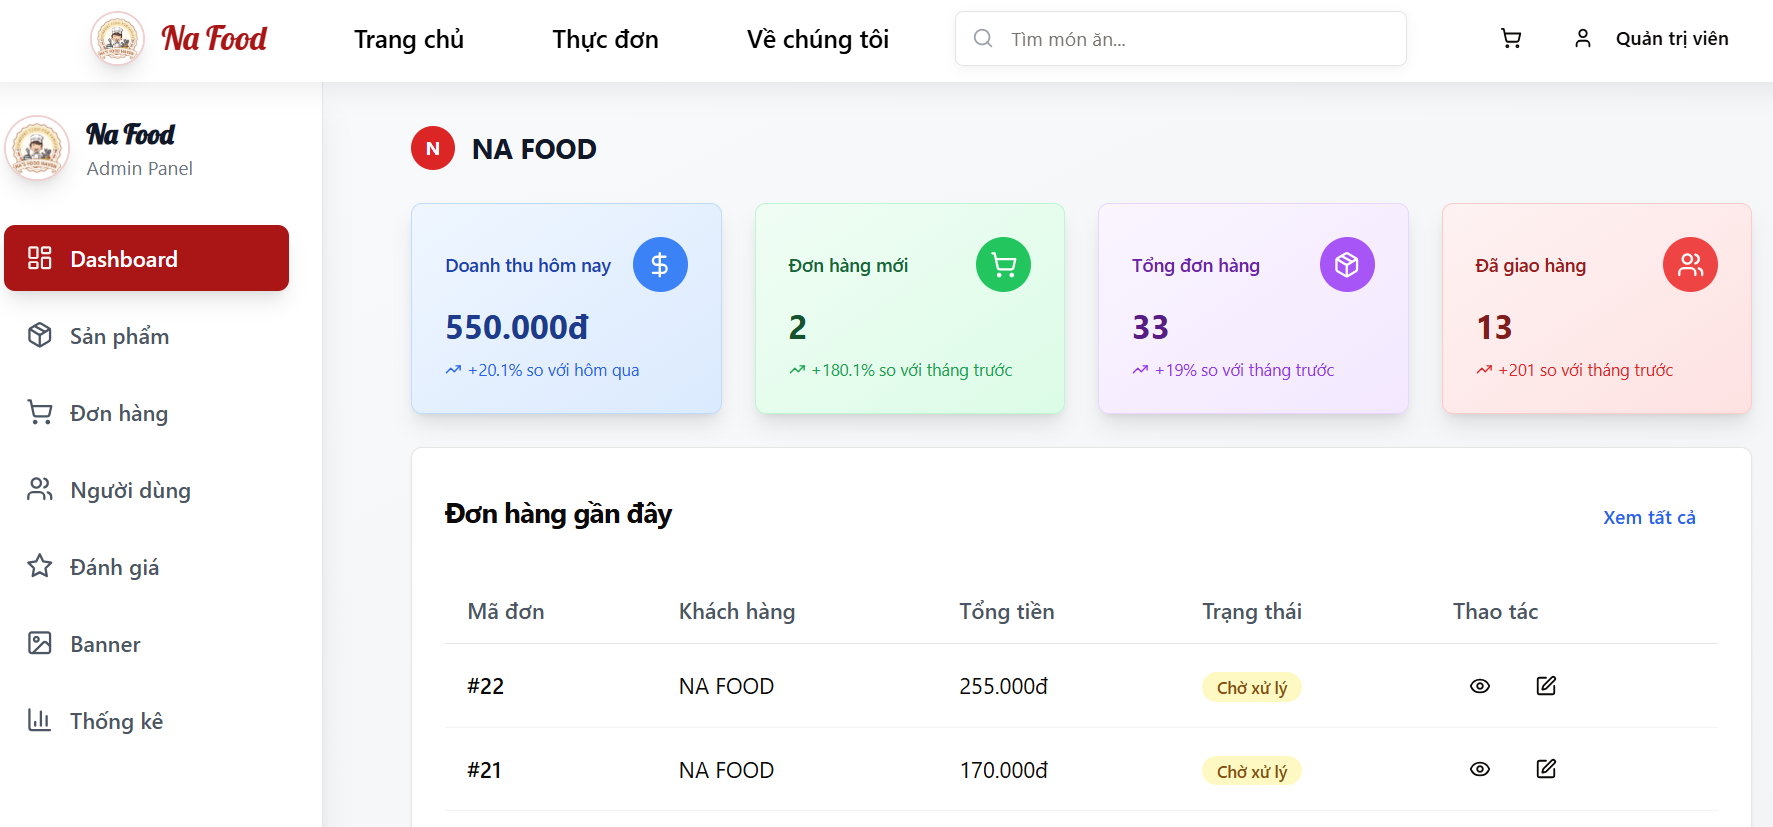 Na Food
Trang chủ
Thực đơn
Về chúng tôi
Tìm món ăn...
Quản trị viên
Na Food
Admin Panel
Dashboard
Sản phẩm
Đơn hàng
Người dùng
Đánh giá
Banner
Thống kê
N
NA FOOD
Doanh thu hôm nay
550.000đ
+20.1% so với hôm qua
Đơn hàng mới
2
+180.1% so với tháng trước
Tổng đơn hàng
33
+19% so với tháng trước
Đã giao hàng
13
+201 so với tháng trước
Đơn hàng gần đây
Xem tất cả
Mã đơn Khách hàng Tổng tiền Trạng thái Thao tác
#22 NA FOOD 255.000đ Chờ xử lý
#21 NA FOOD 170.000đ Chờ xử lý